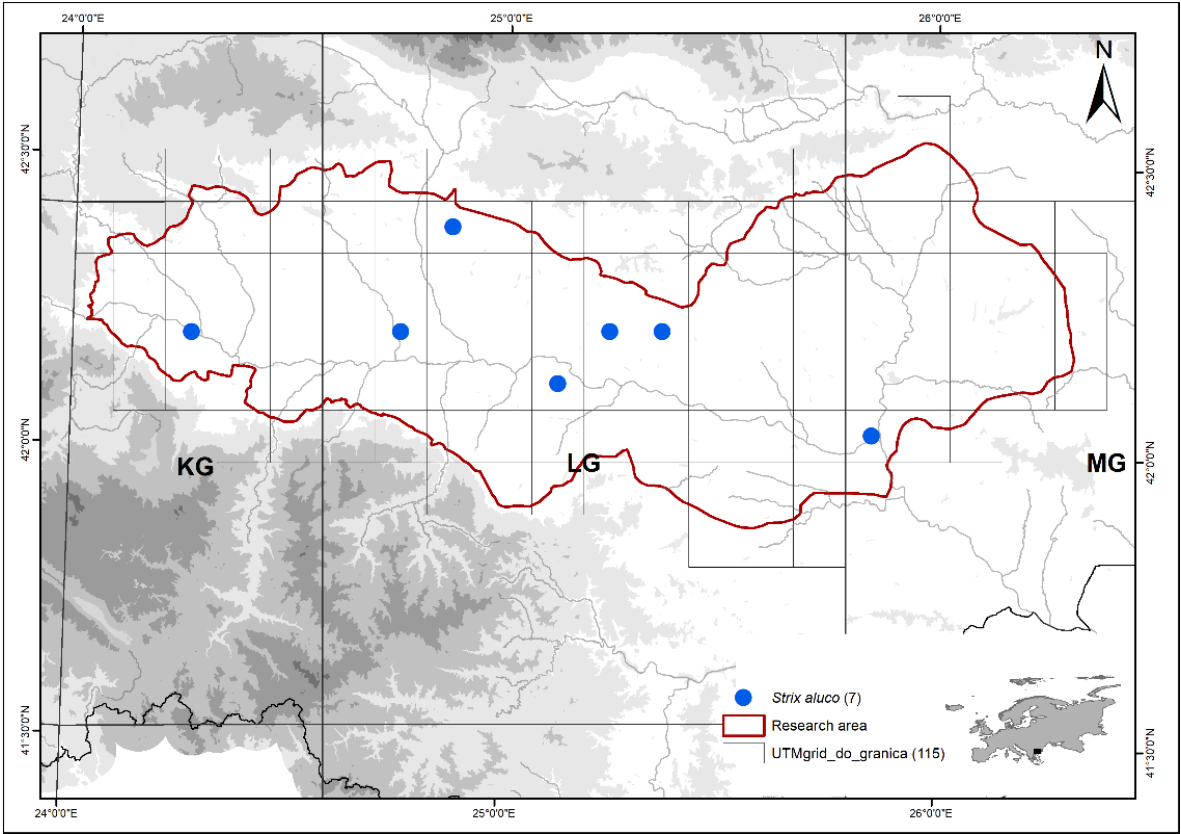 24°0'0"E 25°0'0"E 26°0'0"E
N
42°30'0"N 42°30'0"N
42°0'0"N 42°0'0"N
KG LG MG
Strix aluco (7)
Research area
UTMgrid_do_granica (115)
41°30'0"N 41°30'0"N
24°0'0"E 25°0'0"E 26°0'0"E